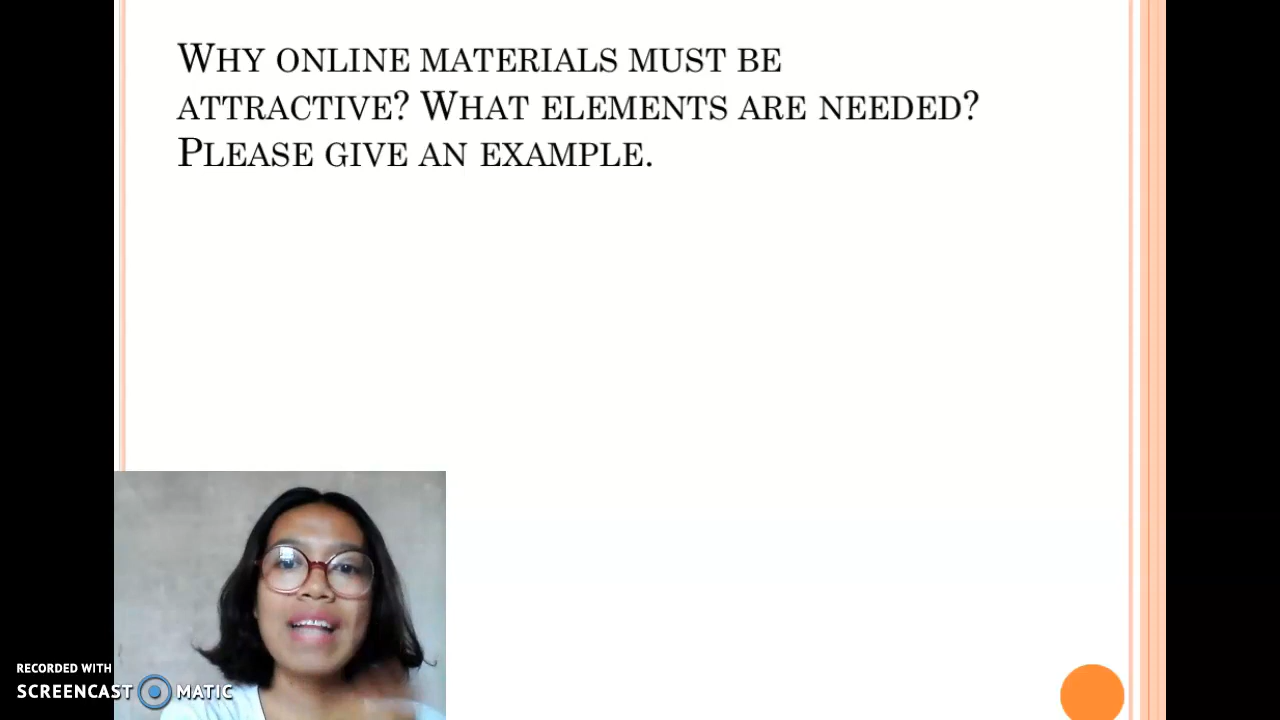 WHY ONLINE MATERIALS MUST BE
ATTRACTIVE? WHAT ELEMENTS ARE NEEDED?
PLEASE GIVE AN EXAMPLE.
RECORDED WITH
SCREENCAST MATIC